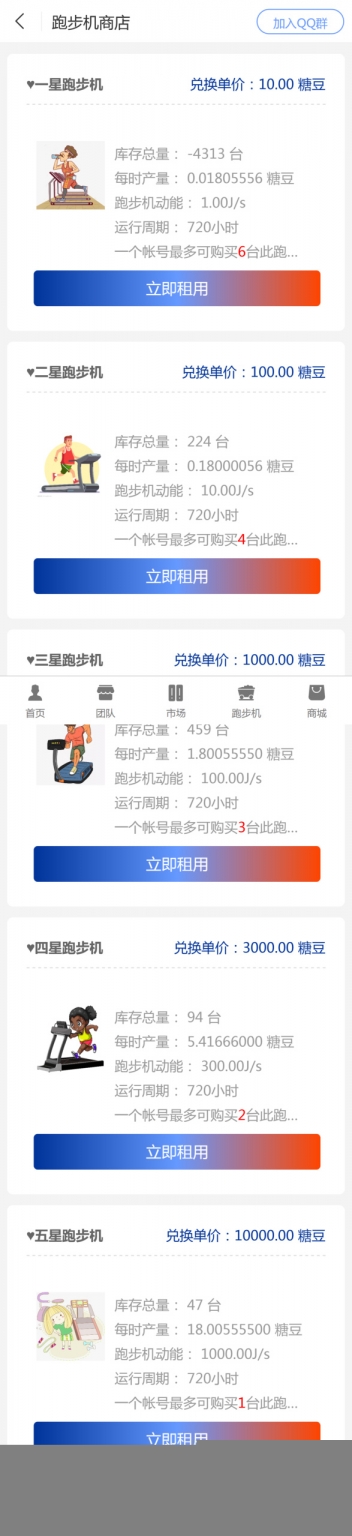 跑步机商店
加入QQ群
♥一星跑步机 兑换单价：10.00 糖豆
库存总量： -4313 台
每时产量： 0.01805556 糖豆
跑步机动能： 1.00J/s
运行周期： 720小时
一个帐号最多可购买6台此跑...
立即租用
♥二星跑步机 兑换单价：100.00 糖豆
库存总量： 224 台
每时产量： 0.18000056 糖豆
跑步机动能： 10.00J/s
运行周期： 720小时
一个帐号最多可购买4台此跑...
立即租用
♥三星跑步机 兑换单价：1000.00 糖豆
首页 团队 市场 跑步机 商城
库存总量： 459 台
每时产量： 1.80055550 糖豆
跑步机动能： 100.00J/s
运行周期： 720小时
一个帐号最多可购买3台此跑...
立即租用
♥四星跑步机 兑换单价：3000.00 糖豆
库存总量： 94 台
每时产量： 5.41666000 糖豆
跑步机动能： 300.00J/s
运行周期： 720小时
一个帐号最多可购买2台此跑...
立即租用
♥五星跑步机 兑换单价：10000.00 糖豆
库存总量： 47 台
每时产量： 18.00555500 糖豆
跑步机动能： 1000.00J/s
运行周期： 720小时
一个帐号最多可购买1台此跑...
立即租用